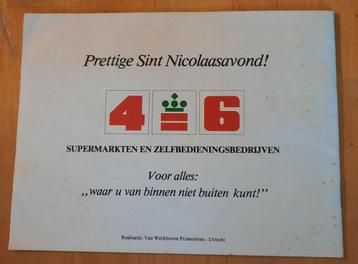 Prettige Sint Nicolaasavond!
4 = 6
SUPERMARKTEN EN ZELFBEDIENINGSBEDRIJVEN
Voor alles:
,,waar u van binnen niet buiten kunt!”
Realisatie: Van Werkhoven Promotions - Utrecht